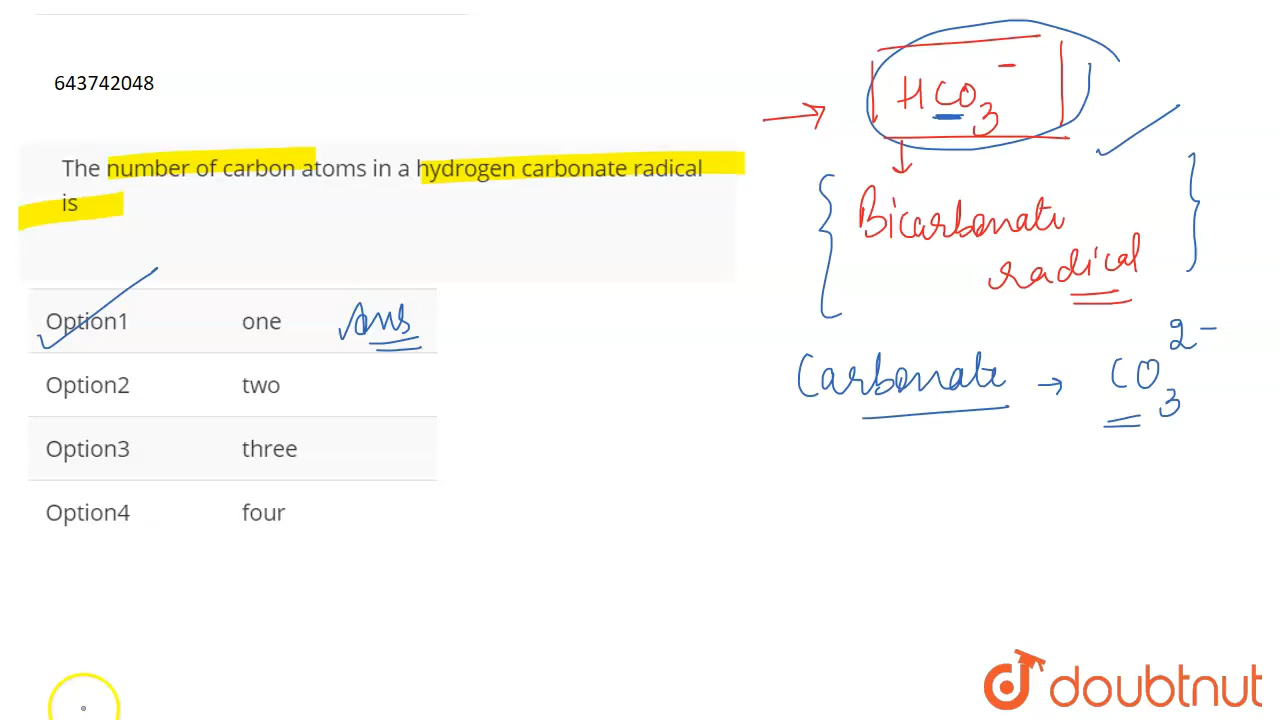 643742048
The number of carbon atoms in a hydrogen carbonate radical
is
Option1 one Ans
Option2 two
Option3 three
Option4 four
HCO3-
Bicarbonate
radical
Carbonate → CO3 2-
doubtnut